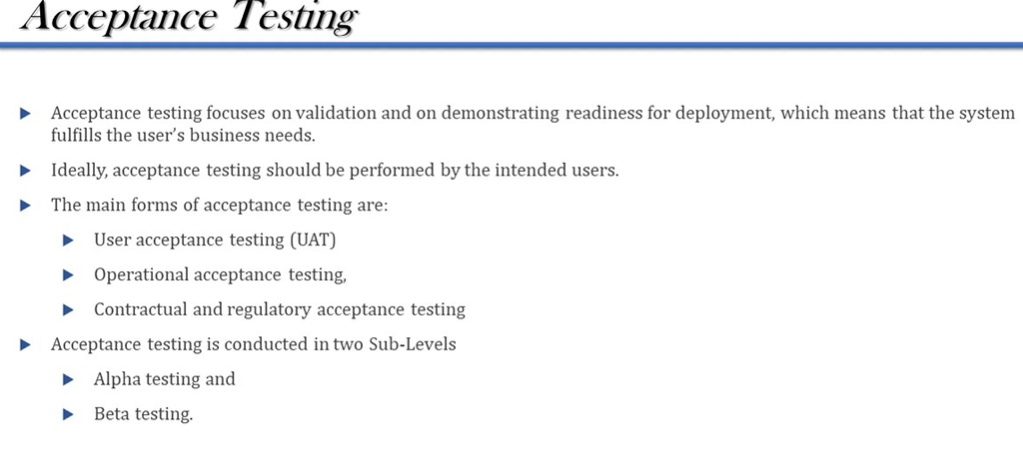 Acceptance Testing
Acceptance testing focuses on validation and on demonstrating readiness for deployment, which means that the system
fulfills the user’s business needs.
Ideally, acceptance testing should be performed by the intended users.
The main forms of acceptance testing are:
User acceptance testing (UAT)
Operational acceptance testing,
Contractual and regulatory acceptance testing
Acceptance testing is conducted in two Sub-Levels
Alpha testing and
Beta testing.